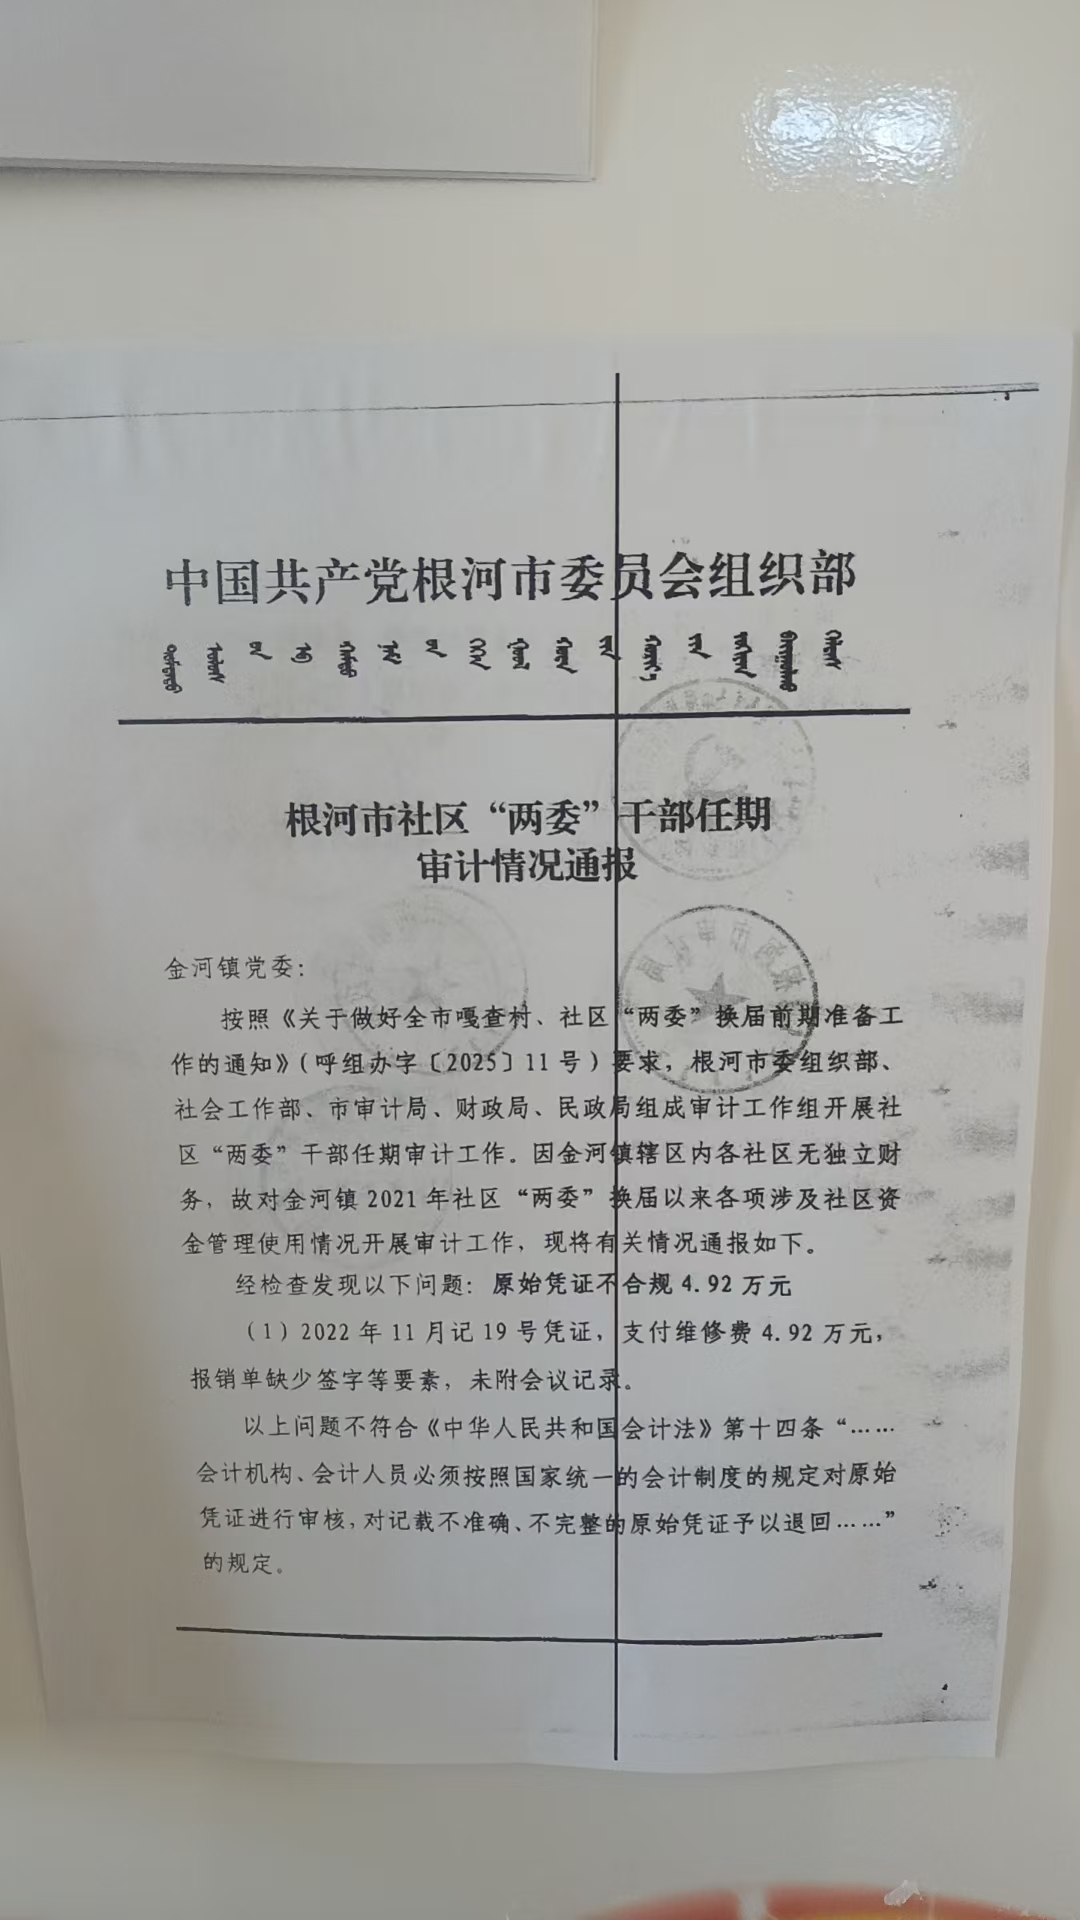 中国共产党根河市委员会组织部
根河市社区“两委”干部任期
审计情况通报
金河镇党委：
按照《关于做好全市嘎查村、社区“两委”换届前期准备工
作的通知》（呼组办字〔2025〕11号）要求，根河市委组织部、
社会工作部、市审计局、财政局、民政局组成审计工作组开展社
区“两委”干部任期审计工作。因金河镇辖区内各社区无独立财
务，故对金河镇2021年社区“两委”换届以来各项涉及社区资
金管理使用情况开展审计工作，现将有关情况通报如下。
经检查发现以下问题：原始凭证不合规4.92万元
（1）2022年11月记19号凭证，支付维修费4.92万元，
报销单缺少签字等要素，未附会议记录。
以上问题不符合《中华人民共和国会计法》第十四条“……
会计机构、会计人员必须按照国家统一的会计制度的规定对原始
凭证进行审核，对记载不准确、不完整的原始凭证予以退回……”
的规定。